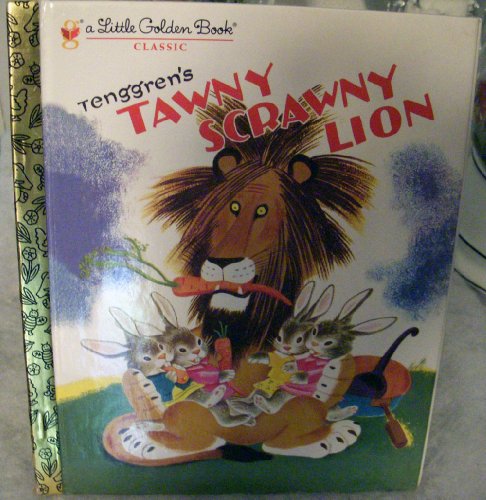 a Little Golden Book®
CLASSIC
Tenggren's
TAWNY
SCRAWNY
LION